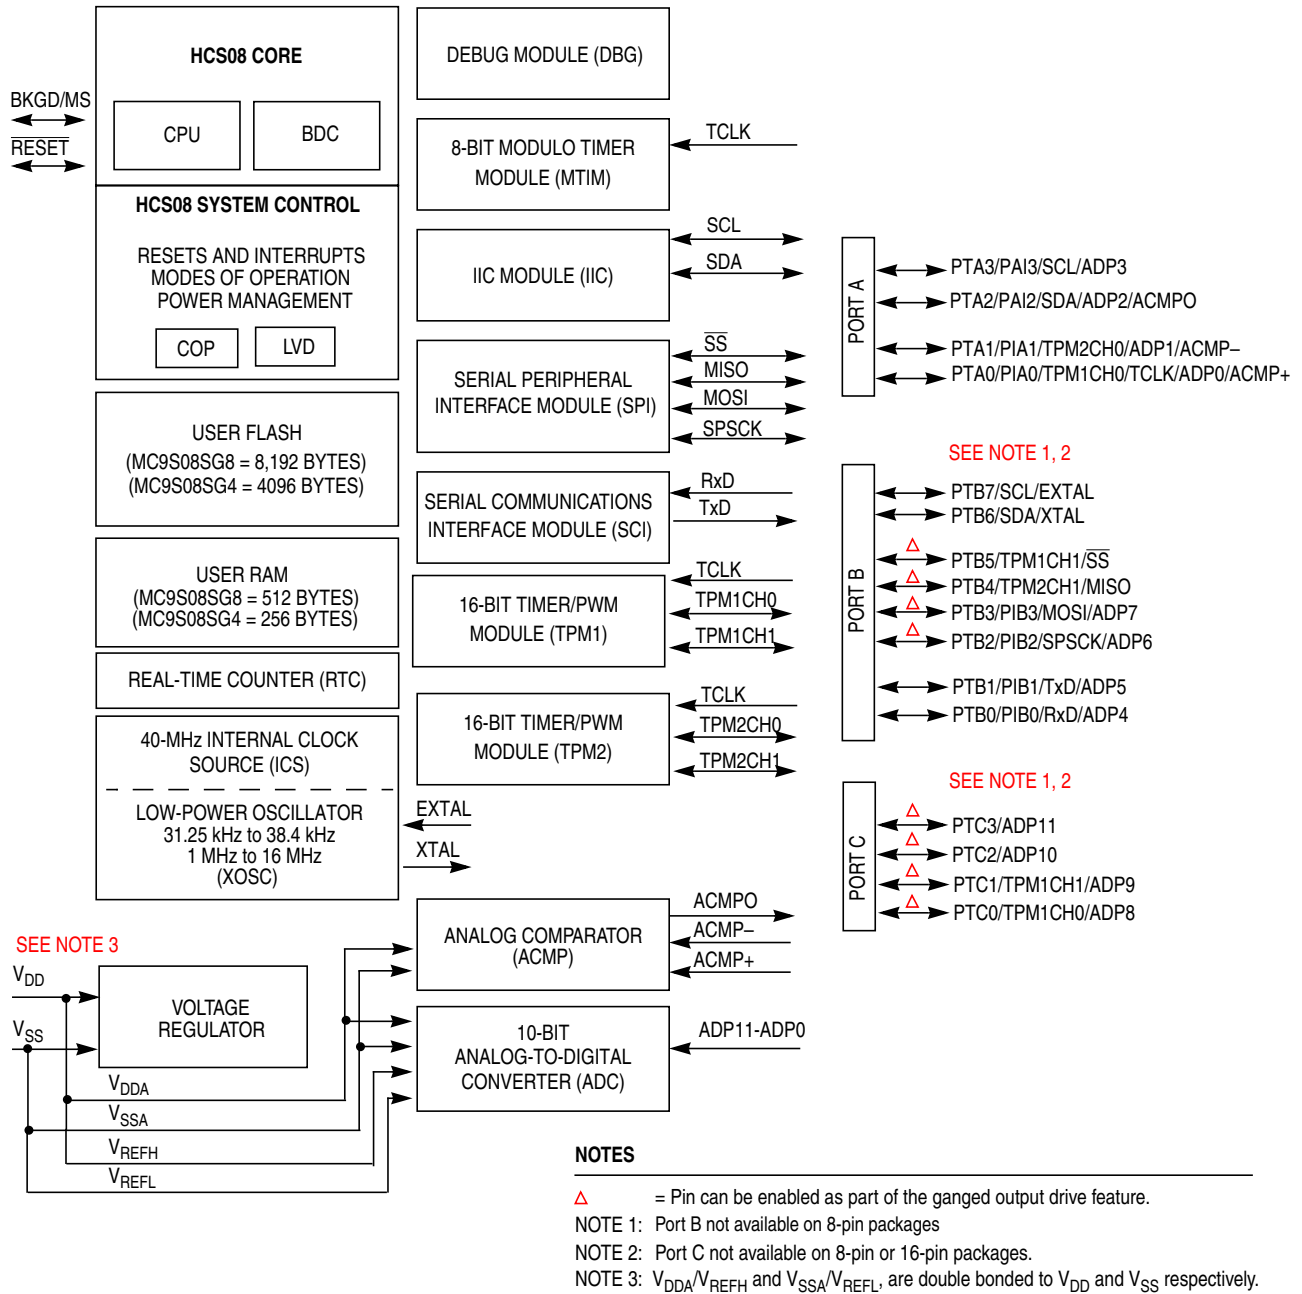 HCS08 CORE
CPU
BDC
BKGD/MS
RESET
HCS08 SYSTEM CONTROL
RESETS AND INTERRUPTS
MODES OF OPERATION
POWER MANAGEMENT
COP
LVD
USER FLASH
(MC9S08SG8 = 8,192 BYTES)
(MC9S08SG4 = 4096 BYTES)
USER RAM
(MC9S08SG8 = 512 BYTES)
(MC9S08SG4 = 256 BYTES)
REAL-TIME COUNTER (RTC)
40-MHz INTERNAL CLOCK
SOURCE (ICS)
LOW-POWER OSCILLATOR
31.25 kHz to 38.4 kHz
1 MHz to 16 MHz
(XOSC)
EXTAL
XTAL
SEE NOTE 3
VDD
VSS
VOLTAGE
REGULATOR
VDDA
VSSA
VREFH
VREFL
DEBUG MODULE (DBG)
8-BIT MODULO TIMER
MODULE (MTIM)
TCLK
IIC MODULE (IIC)
SCL
SDA
SERIAL PERIPHERAL
INTERFACE MODULE (SPI)
SS
MISO
MOSI
SPSCK
SERIAL COMMUNICATIONS
INTERFACE MODULE (SCI)
RxD
TxD
16-BIT TIMER/PWM
MODULE (TPM1)
TCLK
TPM1CH0
TPM1CH1
16-BIT TIMER/PWM
MODULE (TPM2)
TCLK
TPM2CH0
TPM2CH1
ANALOG COMPARATOR
(ACMP)
ACMPO
ACMP–
ACMP+
10-BIT
ANALOG-TO-DIGITAL
CONVERTER (ADC)
ADP11-ADP0
PORT A
PTA3/PAI3/SCL/ADP3
PTA2/PAI2/SDA/ADP2/ACMPO
PTA1/PIA1/TPM2CH0/ADP1/ACMP–
PTA0/PIA0/TPM1CH0/TCLK/ADP0/ACMP+
SEE NOTE 1, 2
PORT B
PTB7/SCL/EXTAL
PTB6/SDA/XTAL
Δ PTB5/TPM1CH1/SS
Δ PTB4/TPM2CH1/MISO
Δ PTB3/PIB3/MOSI/ADP7
Δ PTB2/PIB2/SPSCK/ADP6
PTB1/PIB1/TxD/ADP5
PTB0/PIB0/RxD/ADP4
SEE NOTE 1, 2
PORT C
Δ PTC3/ADP11
Δ PTC2/ADP10
Δ PTC1/TPM1CH1/ADP9
Δ PTC0/TPM1CH0/ADP8
NOTES
Δ = Pin can be enabled as part of the ganged output drive feature.
NOTE 1: Port B not available on 8-pin packages
NOTE 2: Port C not available on 8-pin or 16-pin packages.
NOTE 3: VDDA/VREFH and VSSA/VREFL, are double bonded to VDD and VSS respectively.